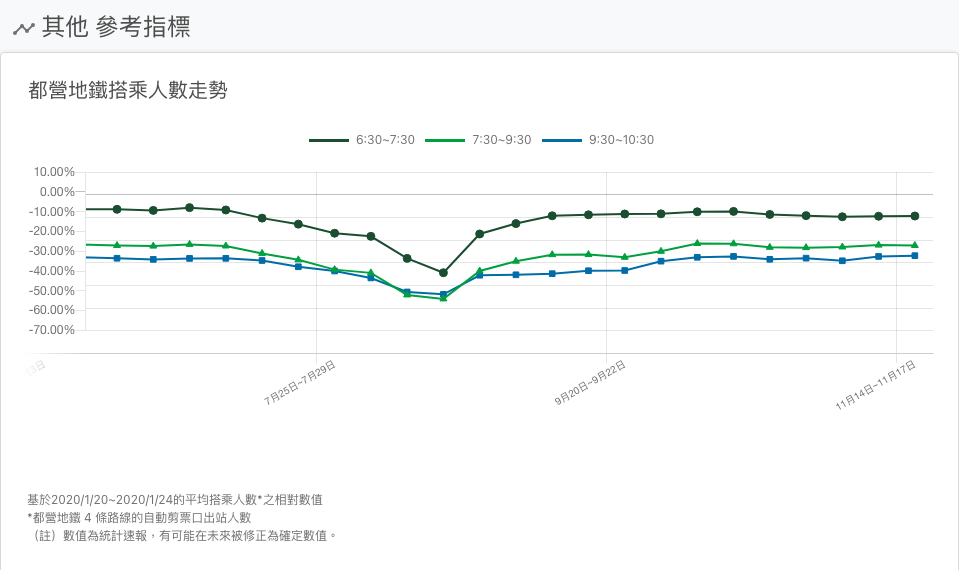 其他 參考指標
都營地鐵搭乘人數走勢
6:30~7:30 7:30~9:30 9:30~10:30
10.00%
0.00%
-10.00%
-20.00%
-30.00%
-40.00%
-50.00%
-60.00%
-70.00%
7月25日~7月29日
9月20日~9月22日
11月14日~11月17日
基於2020/1/20~2020/1/24的平均搭乘人數*之相對數值
*都營地鐵 4 條路線的自動剪票口出站人數
（註）數值為統計速報，有可能在未來被修正為確定數值。